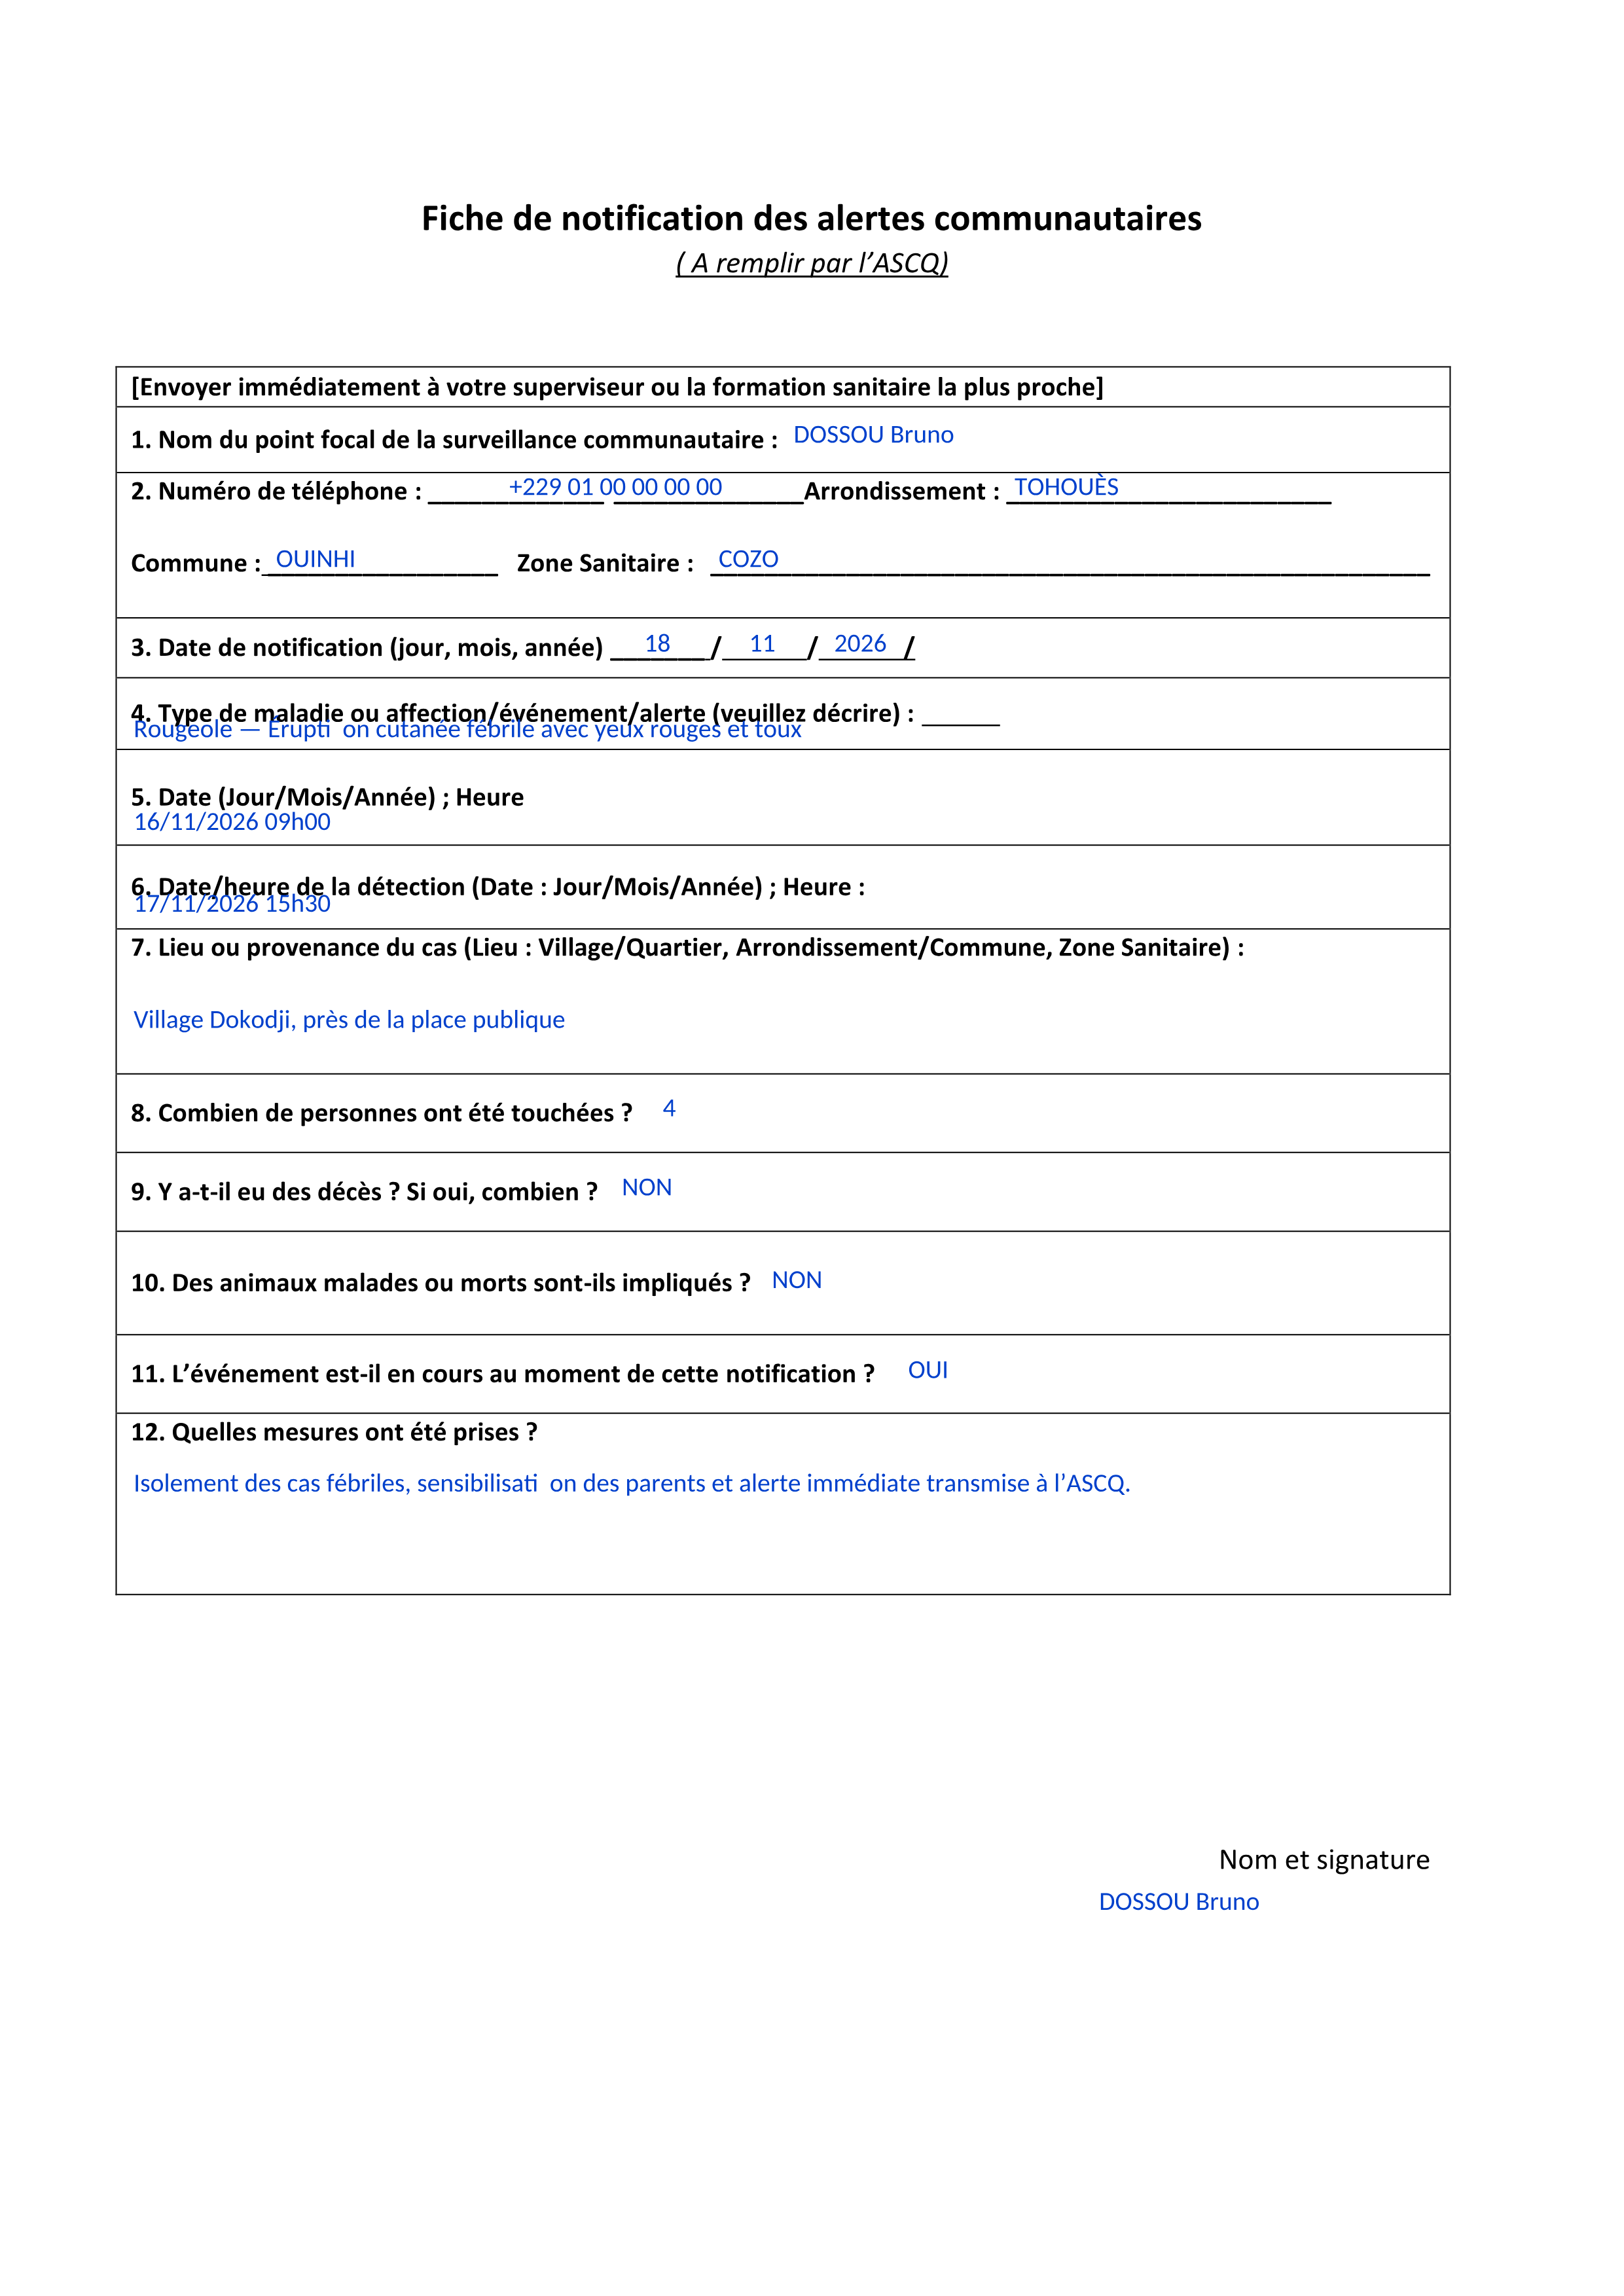 Fiche de notification des alertes communautaires
( A remplir par l’ASCQ)
[Envoyer immédiatement à votre superviseur ou la formation sanitaire la plus proche]
1. Nom du point focal de la surveillance communautaire : DOSSOU Bruno
2. Numéro de téléphone : +229 01 00 00 00 00 Arrondissement : TOHOUÈS
Commune : OUINHI Zone Sanitaire : COZO
3. Date de notification (jour, mois, année) 18 / 11 / 2026 /
4. Type de maladie ou affection/événement/alerte (veuillez décrire) : ______
Rougeole — Éruption cutanée fébrile avec yeux rouges et toux
5. Date (Jour/Mois/Année) ; Heure
16/11/2026 09h00
6. Date/heure de la détection (Date : Jour/Mois/Année) ; Heure :
17/11/2026 15h30
7. Lieu ou provenance du cas (Lieu : Village/Quartier, Arrondissement/Commune, Zone Sanitaire) :
Village Dokodji, près de la place publique
8. Combien de personnes ont été touchées ? 4
9. Y a-t-il eu des décès ? Si oui, combien ? NON
10. Des animaux malades ou morts sont-ils impliqués ? NON
11. L’événement est-il en cours au moment de cette notification ? OUI
12. Quelles mesures ont été prises ?
Isolement des cas fébriles, sensibilisation des parents et alerte immédiate transmise à l’ASCQ.
Nom et signature
DOSSOU Bruno